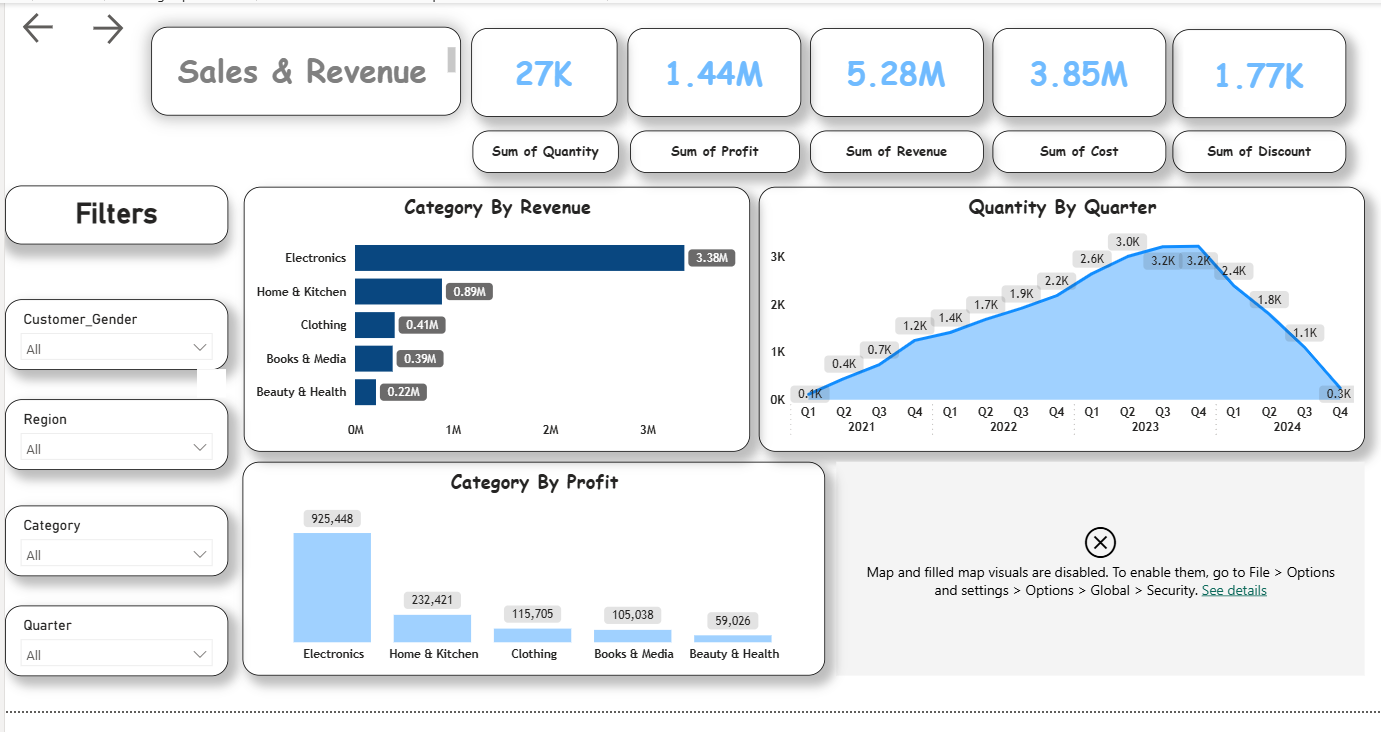 Sales & Revenue
27K
1.44M
5.28M
3.85M
1.77K
Sum of Quantity
Sum of Profit
Sum of Revenue
Sum of Cost
Sum of Discount
Filters
Customer_Gender
All
Region
All
Category
All
Quarter
All
Category By Revenue
Electronics
3.38M
Home & Kitchen
0.89M
Clothing
0.41M
Books & Media
0.39M
Beauty & Health
0.22M
0M 1M 2M 3M
Quantity By Quarter
3K
2K
1K
0K
0.1K
0.4K
0.7K
1.2K
1.4K
1.7K
1.9K
2.2K
2.6K
3.0K
3.2K
3.2K
2.4K
1.8K
1.1K
0.3K
Q1 Q2 Q3 Q4 Q1 Q2 Q3 Q4 Q1 Q2 Q3 Q4 Q1 Q2 Q3 Q4
2021 2022 2023 2024
Category By Profit
925,448
232,421
115,705
105,038
59,026
Electronics Home & Kitchen Clothing Books & Media Beauty & Health
Map and filled map visuals are disabled. To enable them, go to File > Options
and settings > Options > Global > Security. See details